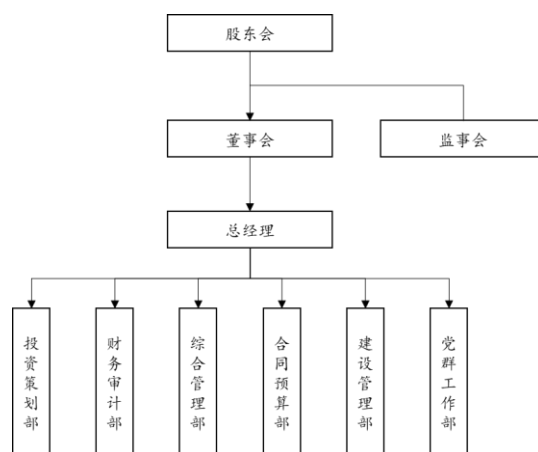 股东会
董事会
监事会
总经理
投资策划部
财务审计部
综合管理部
合同预算部
建设管理部
党群工作部